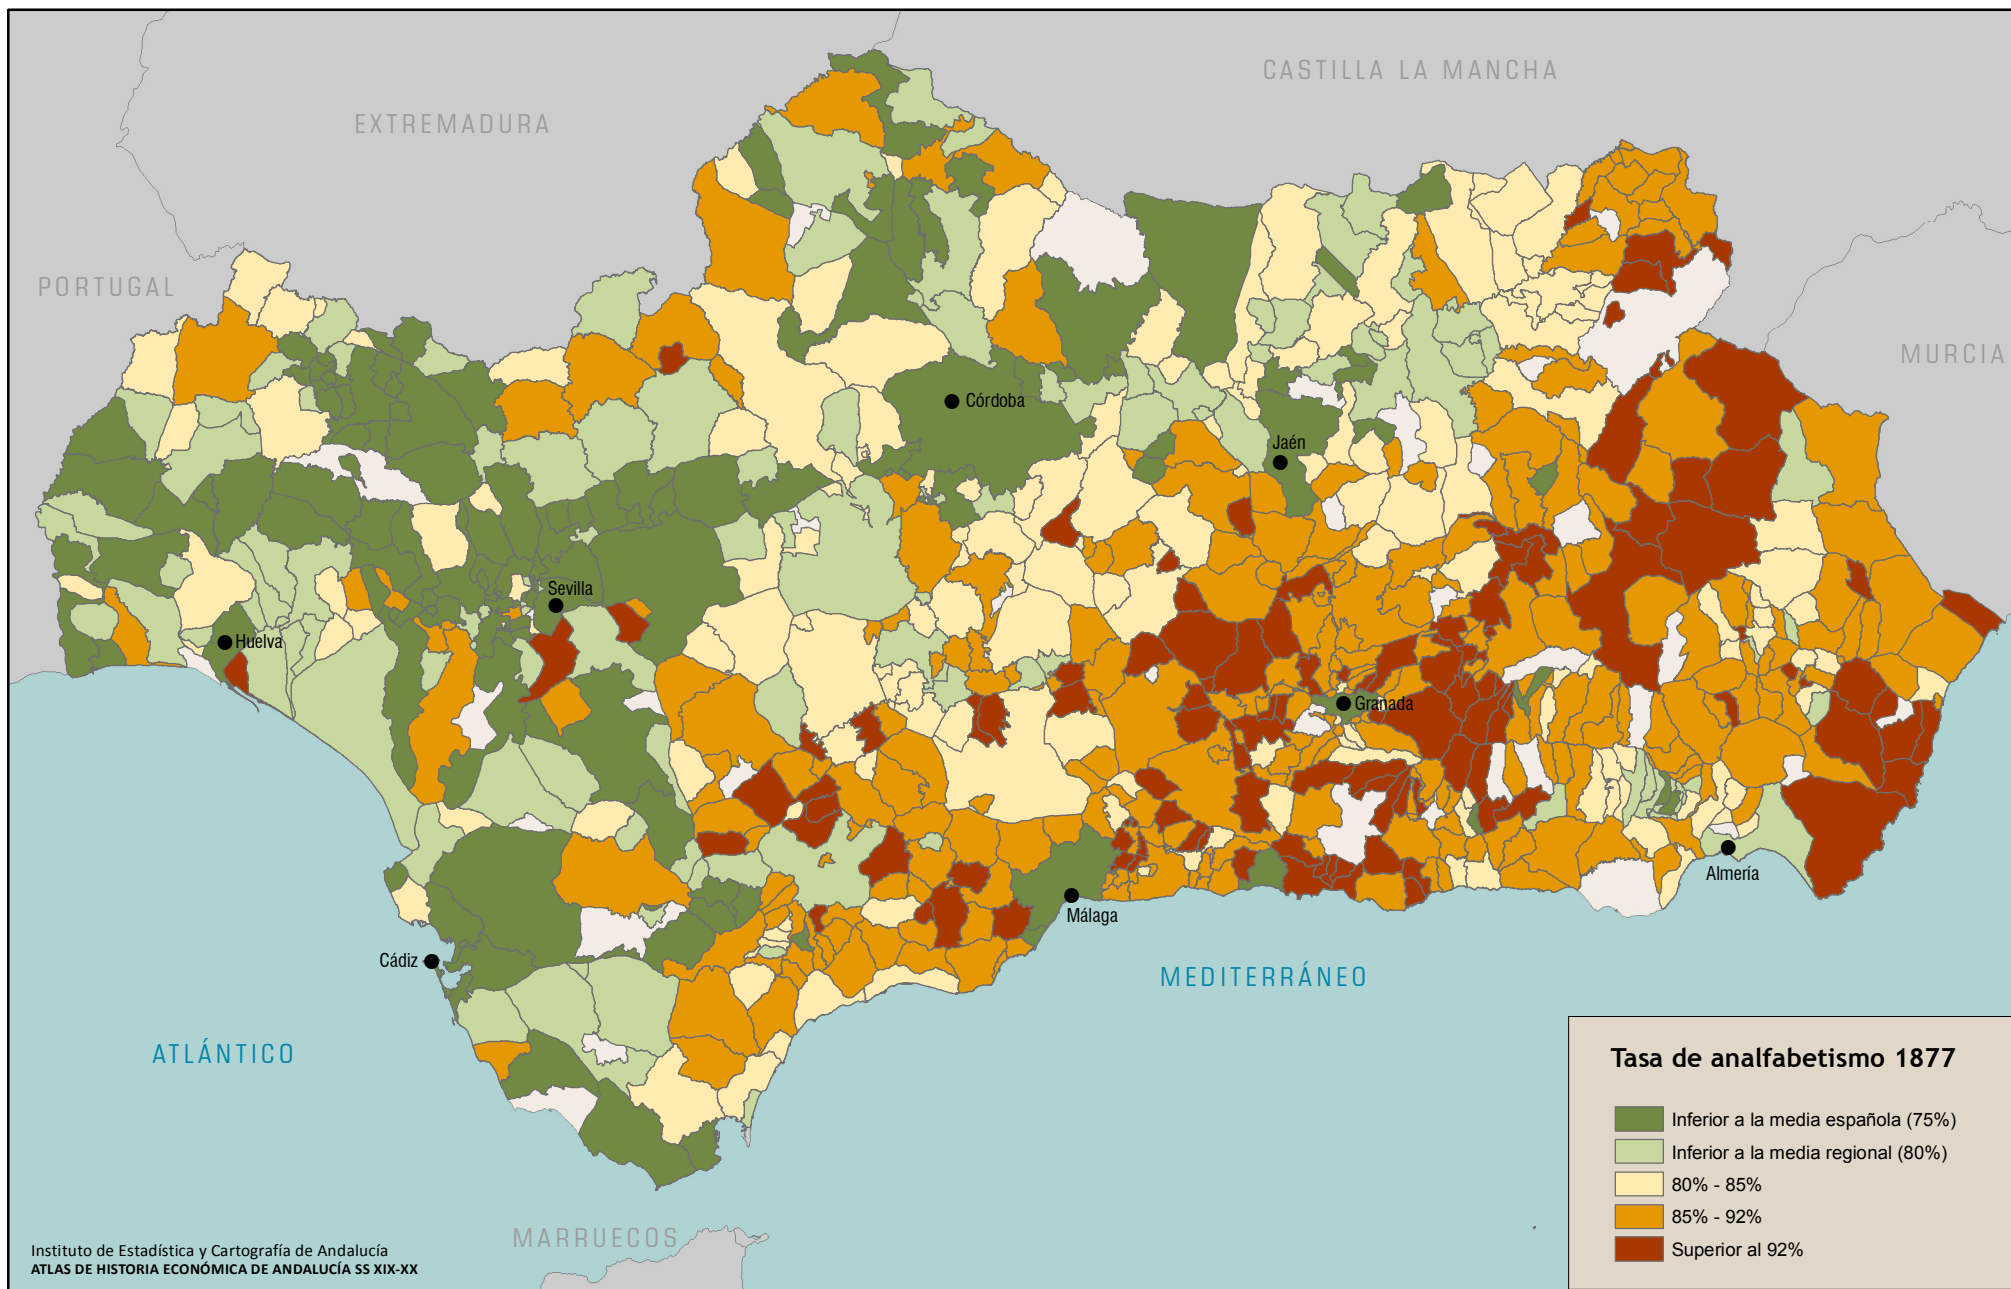 CASTILLA LA MANCHA
EXTREMADURA
PORTUGAL
MURCIA
Córdoba
Jaén
Sevilla
Huelva
Granada
Almería
Málaga
Cádiz
MEDITERRÁNEO
ATLÁNTICO
MARRUECOS
Tasa de analfabetismo 1877
Inferior a la media española (75%)
Inferior a la media regional (80%)
80% - 85%
85% - 92%
Superior al 92%
Instituto de Estadística y Cartografía de Andalucía
ATLAS DE HISTORIA ECONÓMICA DE ANDALUCÍA SS XIX-XX